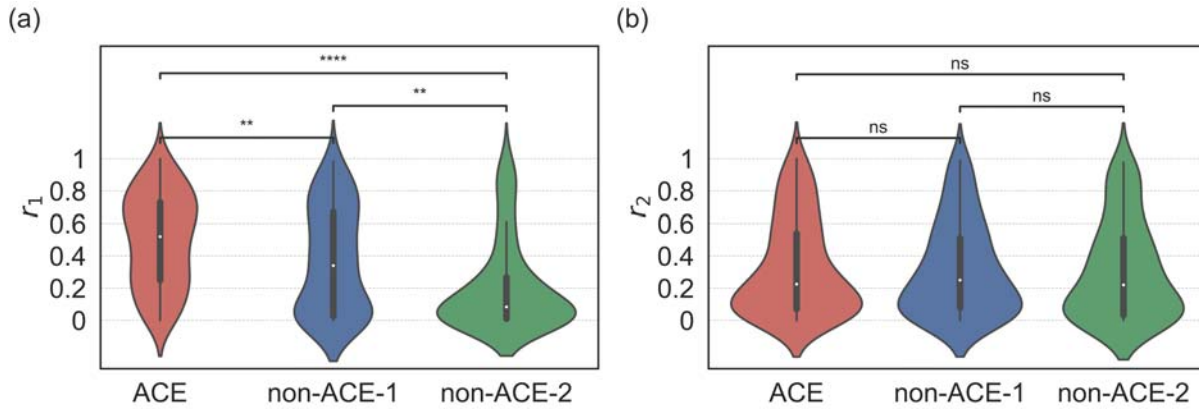 (a)
****
**
**
1
0.8
0.6
0.4
0.2
0
r1
ACE
non-ACE-1
non-ACE-2
(b)
ns
ns
ns
1
0.8
0.6
0.4
0.2
0
r2
ACE
non-ACE-1
non-ACE-2